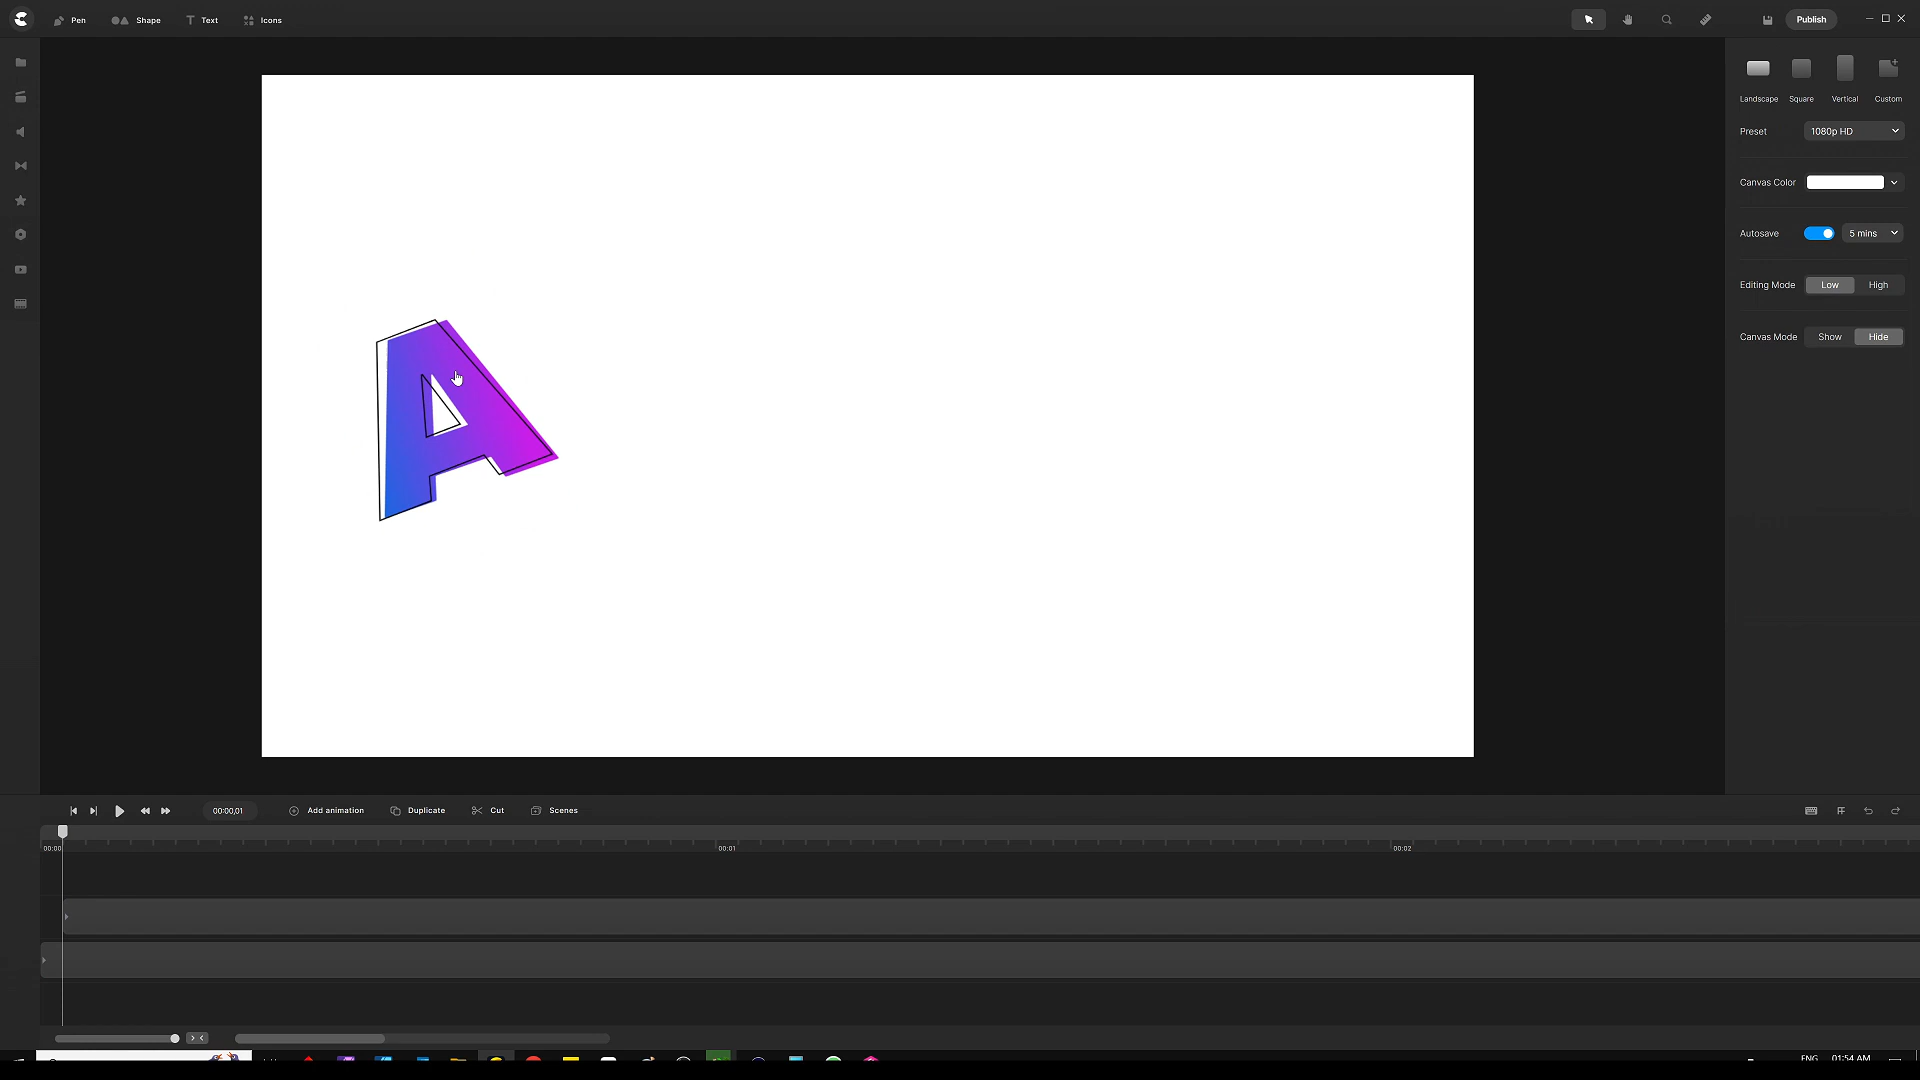 Pen Shape Text Icons Publish
Landscape Square Vertical Custom
Preset 1080p HD
Canvas Color
Autosave 5 mins
Editing Mode Low High
Canvas Mode Show Hide
A
00:00,01 Add animation Duplicate Cut Scenes
00:00 00:01 00:02
ENG 01:54 AM